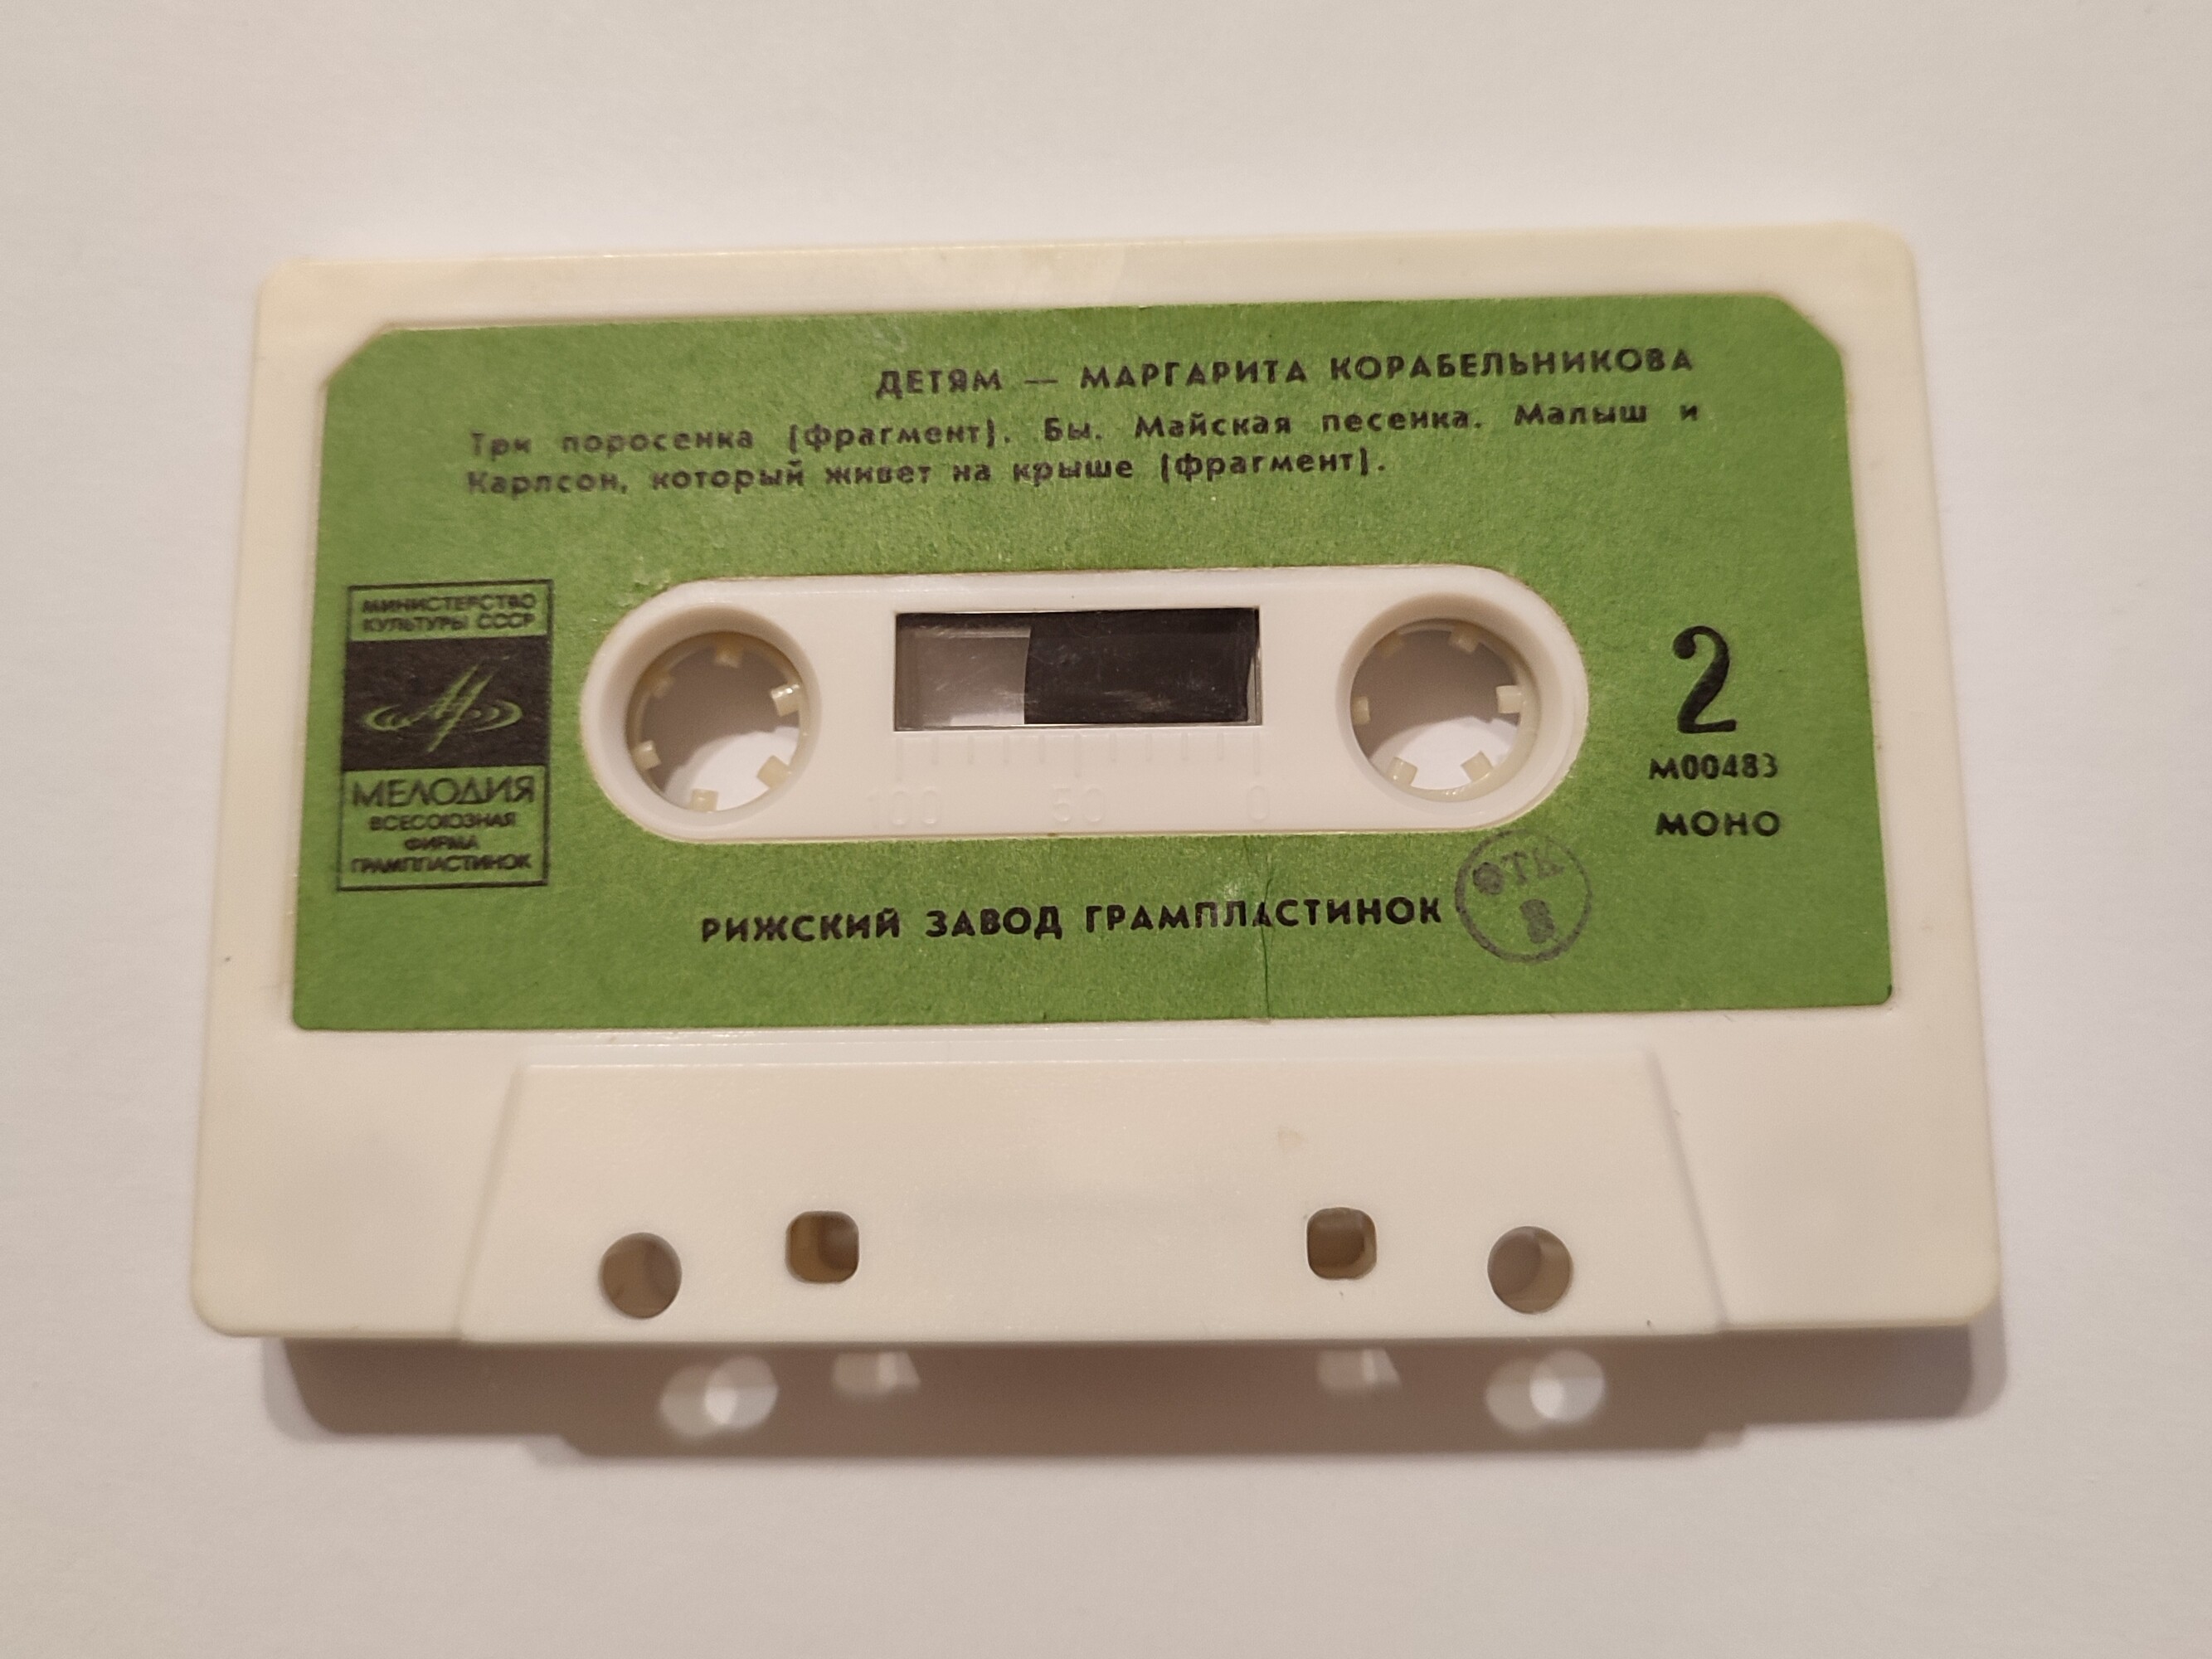 ДЕТЯМ — МАРГАРИТА КОРАБЕЛЬНИКОВА
Три поросенка (фрагмент). Бы. Майская песенка. Малыш и
Карлсон, который живет на крыше (фрагмент).
МИНИСТЕРСТВО
КУЛЬТУРЫ СССР
МЕЛОДИЯ
ВСЕСОЮЗНАЯ
ФИРМА
ГРАМПЛАСТИНОК
100 50 0
2
М00483
МОНО
РИЖСКИЙ ЗАВОД ГРАМПЛАСТИНОК
ОТК